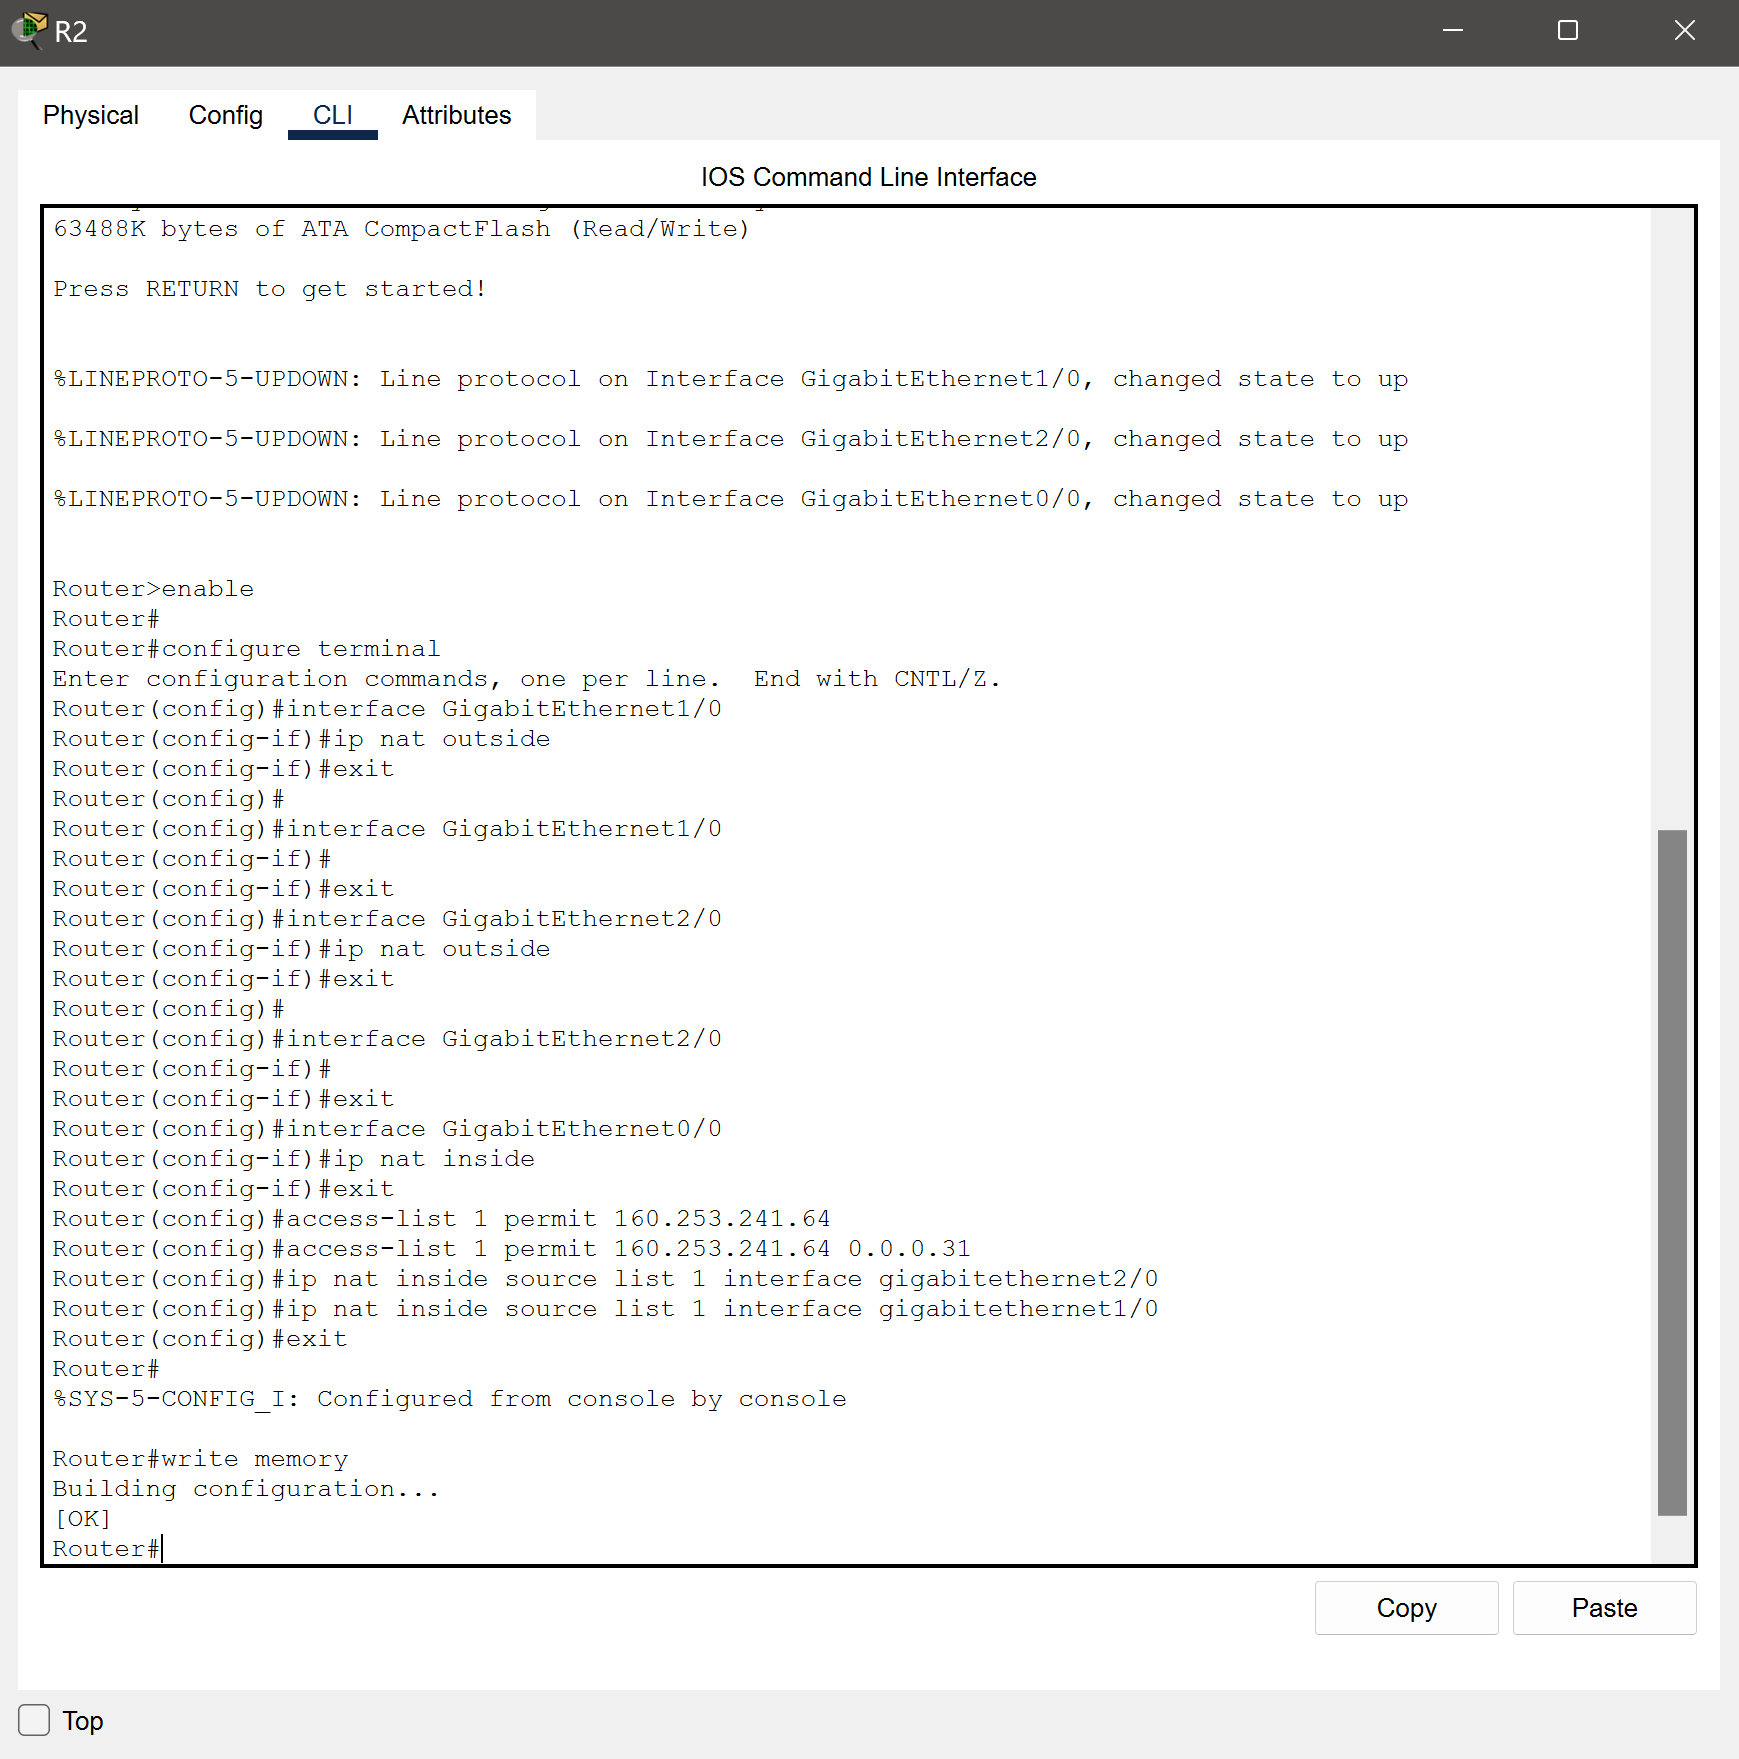 R2
Physical Config CLI Attributes
IOS Command Line Interface
63488K bytes of ATA CompactFlash (Read/Write)
Press RETURN to get started!
%LINEPROTO-5-UPDOWN: Line protocol on Interface GigabitEthernet1/0, changed state to up
%LINEPROTO-5-UPDOWN: Line protocol on Interface GigabitEthernet2/0, changed state to up
%LINEPROTO-5-UPDOWN: Line protocol on Interface GigabitEthernet0/0, changed state to up
Router>enable
Router#
Router#configure terminal
Enter configuration commands, one per line.  End with CNTL/Z.
Router(config)#interface GigabitEthernet1/0
Router(config-if)#ip nat outside
Router(config-if)#exit
Router(config)#
Router(config)#interface GigabitEthernet1/0
Router(config-if)#
Router(config-if)#exit
Router(config)#interface GigabitEthernet2/0
Router(config-if)#ip nat outside
Router(config-if)#exit
Router(config)#
Router(config)#interface GigabitEthernet2/0
Router(config-if)#
Router(config-if)#exit
Router(config)#interface GigabitEthernet0/0
Router(config-if)#ip nat inside
Router(config-if)#exit
Router(config)#access-list 1 permit 160.253.241.64
Router(config)#access-list 1 permit 160.253.241.64 0.0.0.31
Router(config)#ip nat inside source list 1 interface gigabitethernet2/0
Router(config)#ip nat inside source list 1 interface gigabitethernet1/0
Router(config)#exit
Router#
%SYS-5-CONFIG_I: Configured from console by console
Router#write memory
Building configuration...
[OK]
Router#
Copy Paste
Top